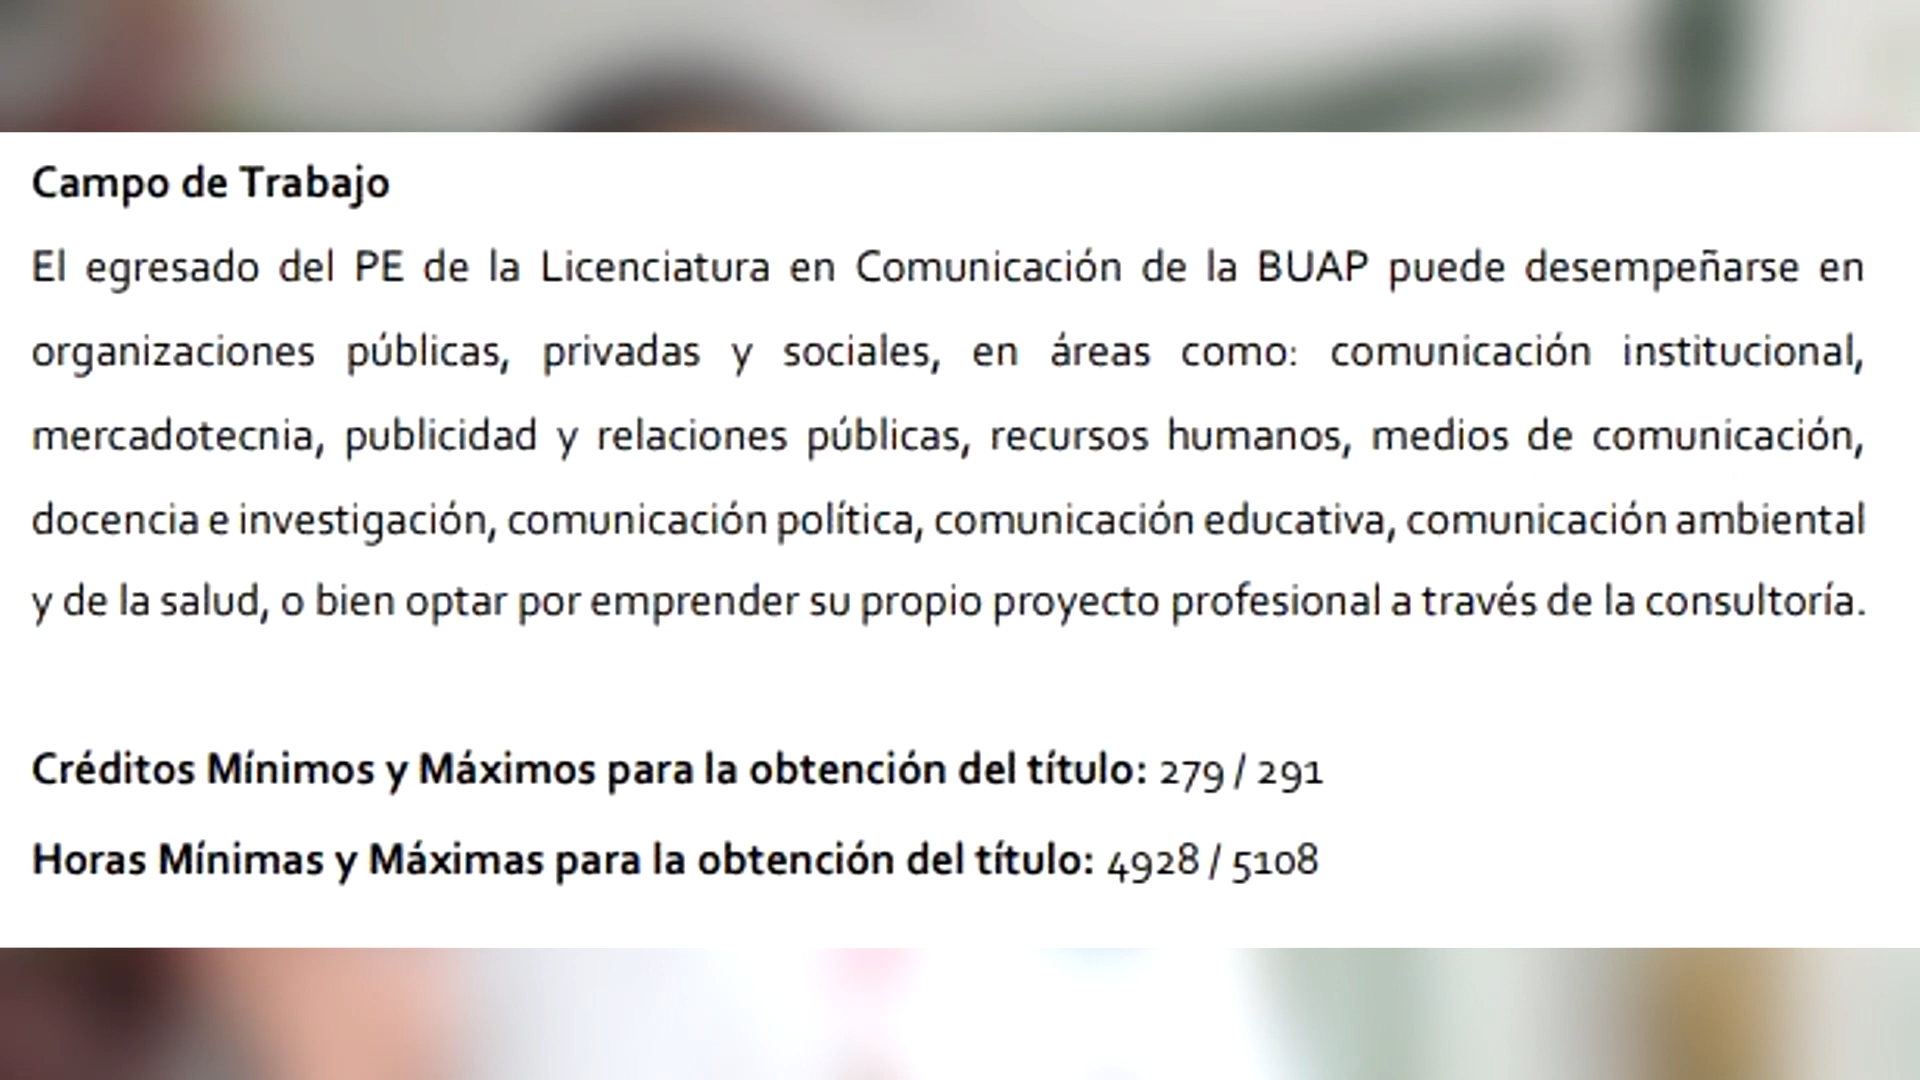 Campo de Trabajo
El egresado del PE de la Licenciatura en Comunicación de la BUAP puede desempeñarse en
organizaciones públicas, privadas y sociales, en áreas como: comunicación institucional,
mercadotecnia, publicidad y relaciones públicas, recursos humanos, medios de comunicación,
docencia e investigación, comunicación política, comunicación educativa, comunicación ambiental
y de la salud, o bien optar por emprender su propio proyecto profesional a través de la consultoría.
Créditos Mínimos y Máximos para la obtención del título: 279 / 291
Horas Mínimas y Máximas para la obtención del título: 4928 / 5108